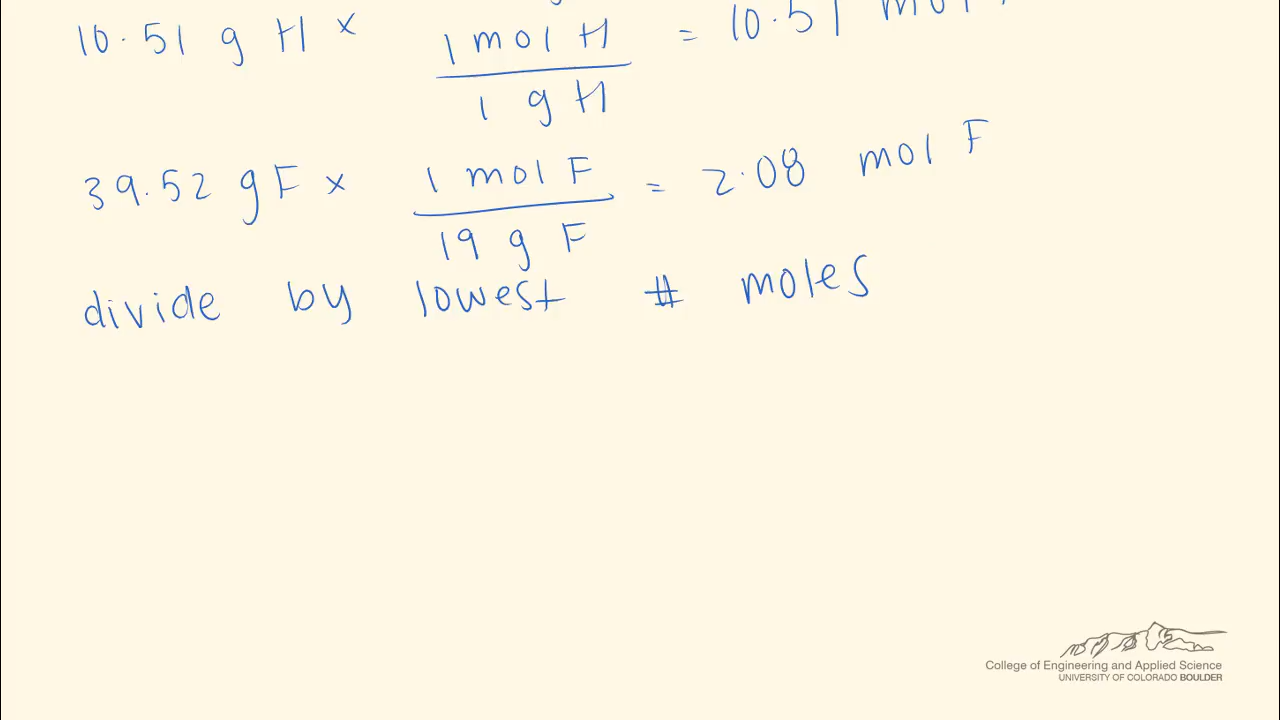 10.51 g H × 1 mol H = 10.51 mol
1 g H
39.52 g F × 1 mol F = 2.08 mol F
19 g F
divide by lowest # moles
College of Engineering and Applied Science
UNIVERSITY OF COLORADO BOULDER